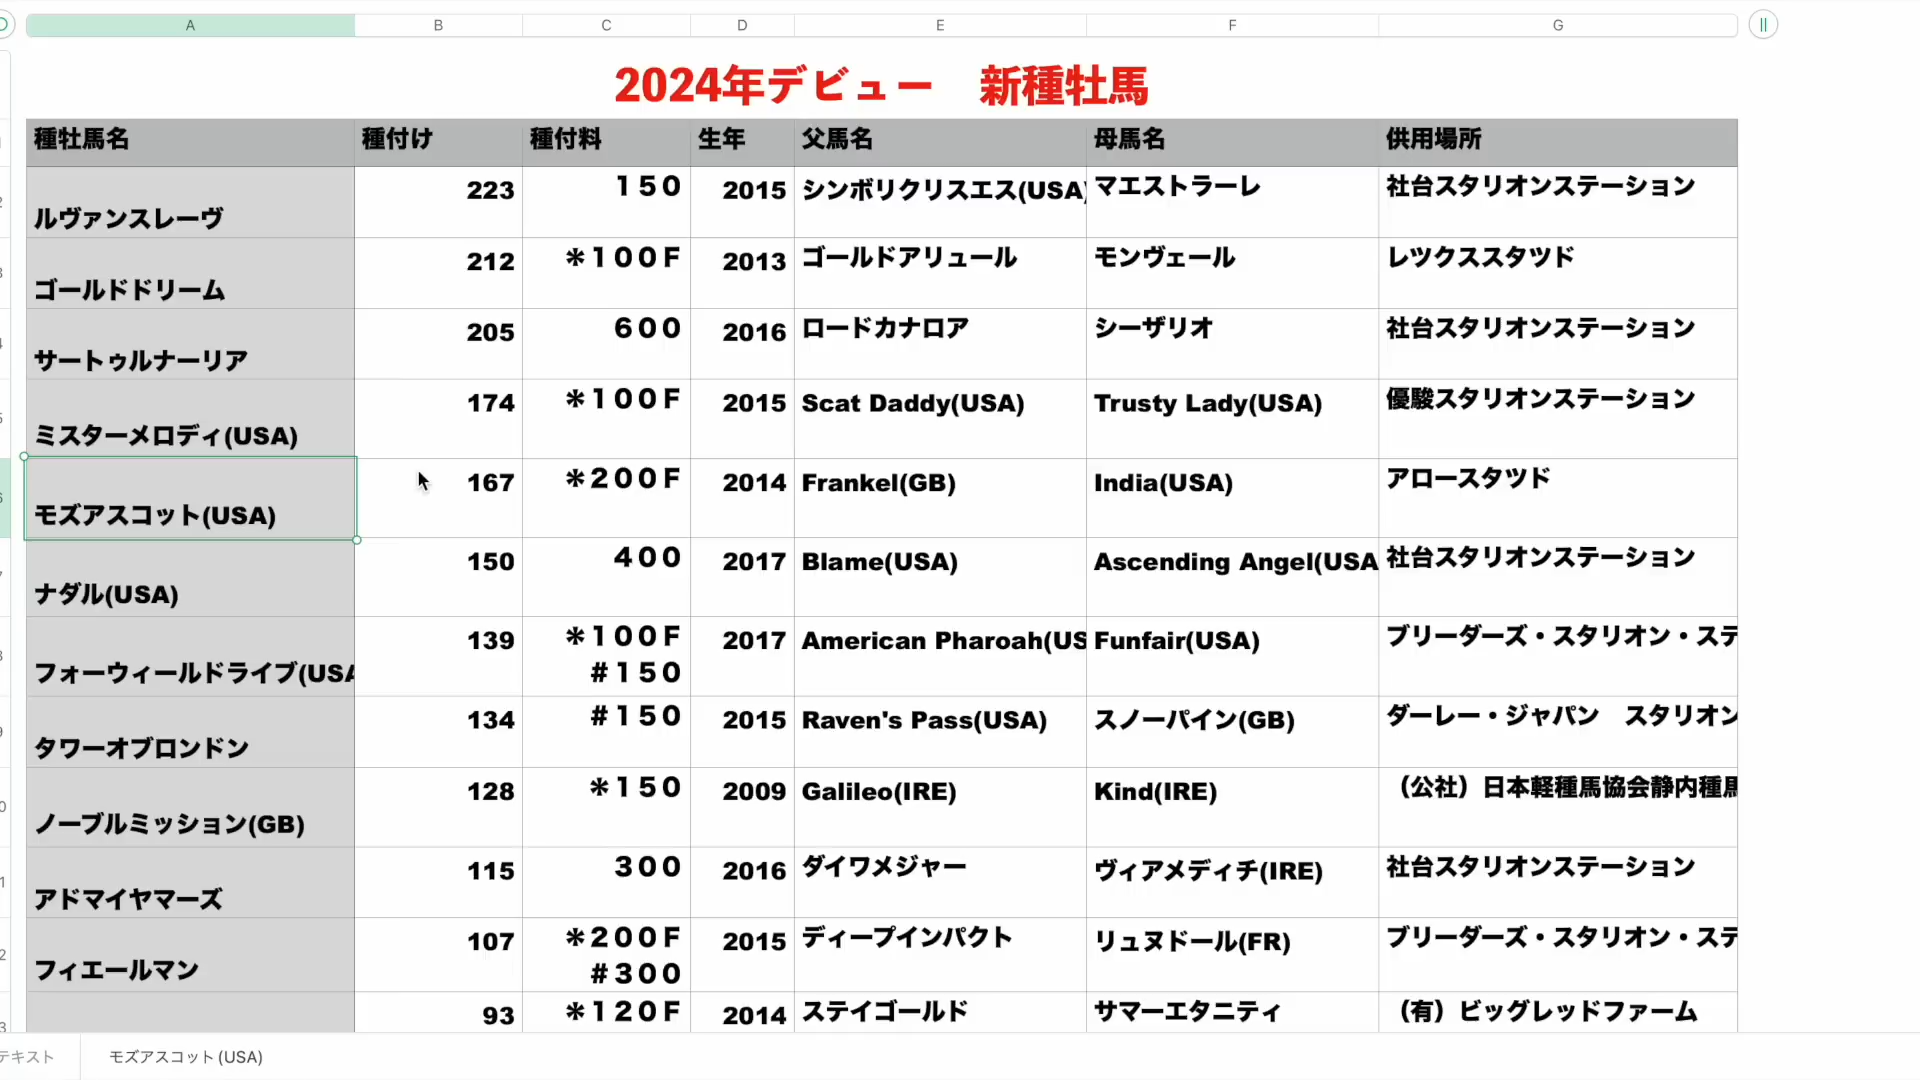 A B C D E F G
2024年デビュー　新種牡馬
種牡馬名 種付け 種付料 生年 父馬名 母馬名 供用場所
ルヴァンスレーヴ 223 １５０ 2015 シンボリクリスエス(USA) マエストラーレ 社台スタリオンステーション
ゴールドドリーム 212 ＊１００Ｆ 2013 ゴールドアリュール モンヴェール レツクススタツド
サートゥルナーリア 205 ６００ 2016 ロードカナロア シーザリオ 社台スタリオンステーション
ミスターメロディ(USA) 174 ＊１００Ｆ 2015 Scat Daddy(USA) Trusty Lady(USA) 優駿スタリオンステーション
モズアスコット(USA) 167 ＊２００Ｆ 2014 Frankel(GB) India(USA) アロースタツド
ナダル(USA) 150 ４００ 2017 Blame(USA) Ascending Angel(USA 社台スタリオンステーション
フォーウィールドライブ(USA 139 ＊１００Ｆ 2017 American Pharoah(US Funfair(USA) ブリーダーズ・スタリオン・ステ
＃１５０
タワーオブロンドン 134 ＃１５０ 2015 Raven's Pass(USA) スノーパイン(GB) ダーレー・ジャパン　スタリオン
ノーブルミッション(GB) 128 ＊１５０ 2009 Galileo(IRE) Kind(IRE) （公社）日本軽種馬協会静内種馬
アドマイヤマーズ 115 ３００ 2016 ダイワメジャー ヴィアメディチ(IRE) 社台スタリオンステーション
フィエールマン 107 ＊２００Ｆ 2015 ディープインパクト リュヌドール(FR) ブリーダーズ・スタリオン・ステ
＃３００
93 ＊１２０Ｆ 2014 ステイゴールド サマーエタニティ （有）ビッグレッドファーム
テキスト モズアスコット (USA)